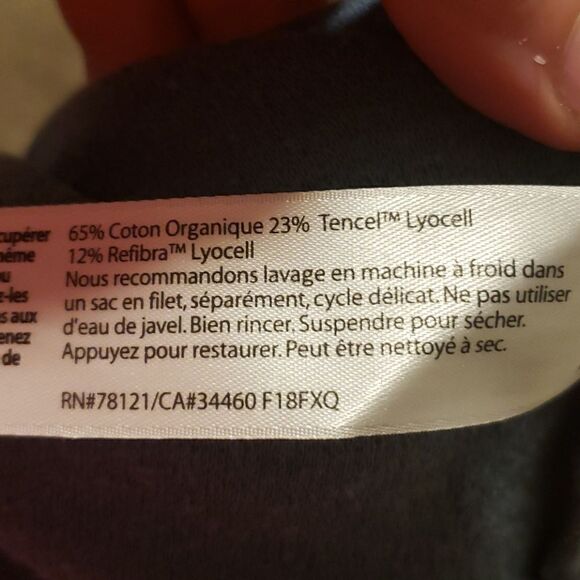 65% Coton Organique 23% Tencel™ Lyocell
12% Refibra™ Lyocell
Nous recommandons lavage en machine à froid dans
un sac en filet, séparément, cycle délicat. Ne pas utiliser
d'eau de javel. Bien rincer. Suspendre pour sécher.
Appuyez pour restaurer. Peut être nettoyé à sec.
RN#78121/CA#34460 F18FXQ
aux
de